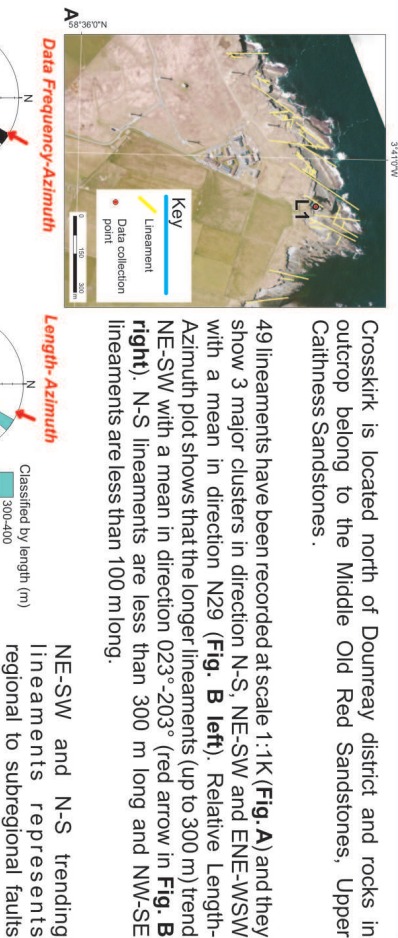 Crosskirk is located north of Dounreay district and rocks in
outcrop belong to the Middle Old Red Sandstones, Upper
Caithness Sandstones .
49 lineaments have been recorded at scale 1:1K (Fig. A) and they
show 3 major clusters in direction N-S, NE-SW and ENE-WSW
with a mean in direction N29 (Fig. B left). Relative Length-
Azimuth plot shows that the longer lineaments (up to 300 m) trend
NE-SW with a mean in direction 023°-203° (red arrow in Fig. B
right). N-S lineaments are less than 300 m long and NW-SE
lineaments are less than 100 m long.
A
58°36'0"N
3°41'0"W
L1
Key
Lineament
Data collection
point
0 150 300
m
Data Frequency-Azimuth
N
Length- Azimuth
N
Classified by length (m)
300-400
NE-SW and N-S trending
lineaments represents
regional to subregional faults